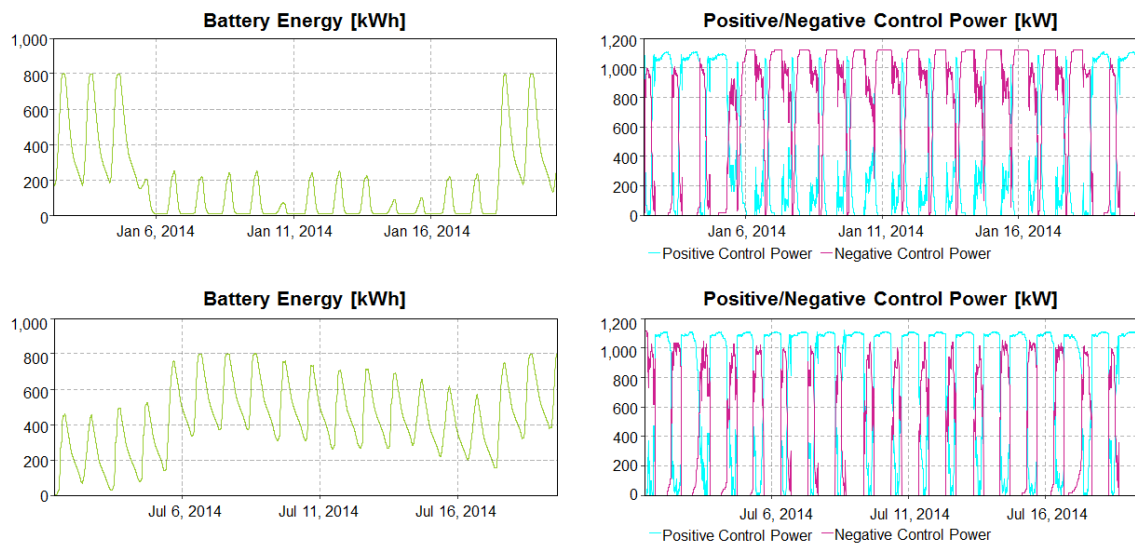 Battery Energy [kWh]
1,000
800
600
400
200
0
Jan 6, 2014 Jan 11, 2014 Jan 16, 2014
Positive/Negative Control Power [kW]
1,200
1,000
800
600
400
200
0
Jan 6, 2014 Jan 11, 2014 Jan 16, 2014
Positive Control Power Negative Control Power
Battery Energy [kWh]
1,000
800
600
400
200
0
Jul 6, 2014 Jul 11, 2014 Jul 16, 2014
Positive/Negative Control Power [kW]
1,200
1,000
800
600
400
200
0
Jul 6, 2014 Jul 11, 2014 Jul 16, 2014
Positive Control Power Negative Control Power